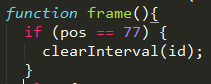 function frame(){
if (pos == 77) {
clearInterval(id);
}